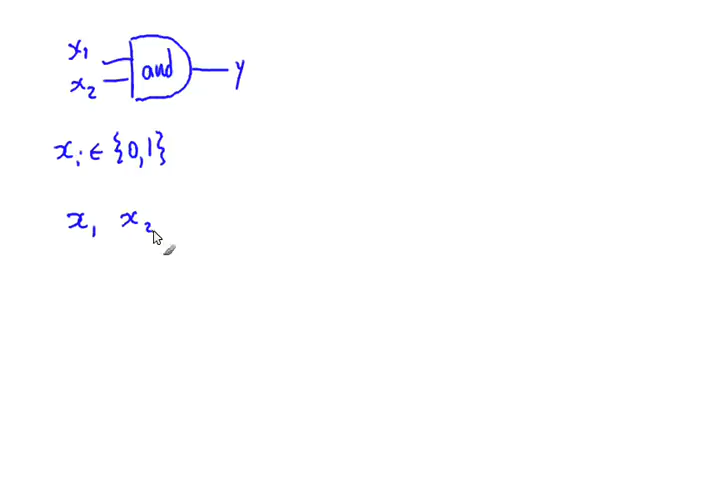 x₁
and
y
x₂
xᵢ ∈ {0,1}
x₁ x₂